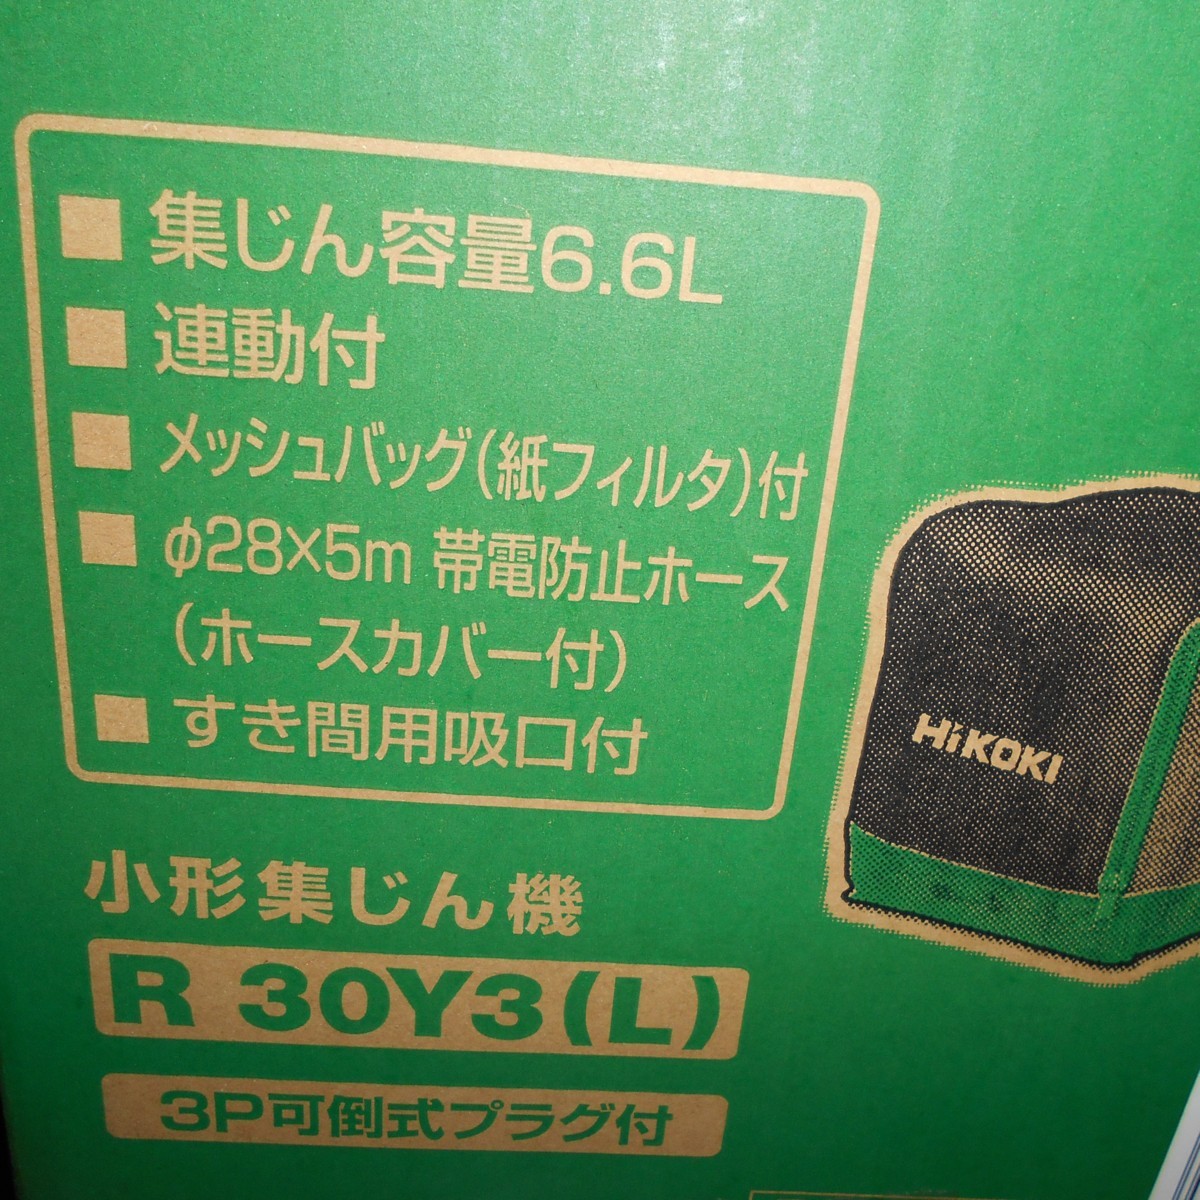 集じん容量6.6L
連動付
メッシュバッグ(紙フィルタ)付
φ28×5m 帯電防止ホース
(ホースカバー付)
すき間用吸口付
HiKOKI
小形集じん機
R 30Y3(L)
3P可倒式プラグ付